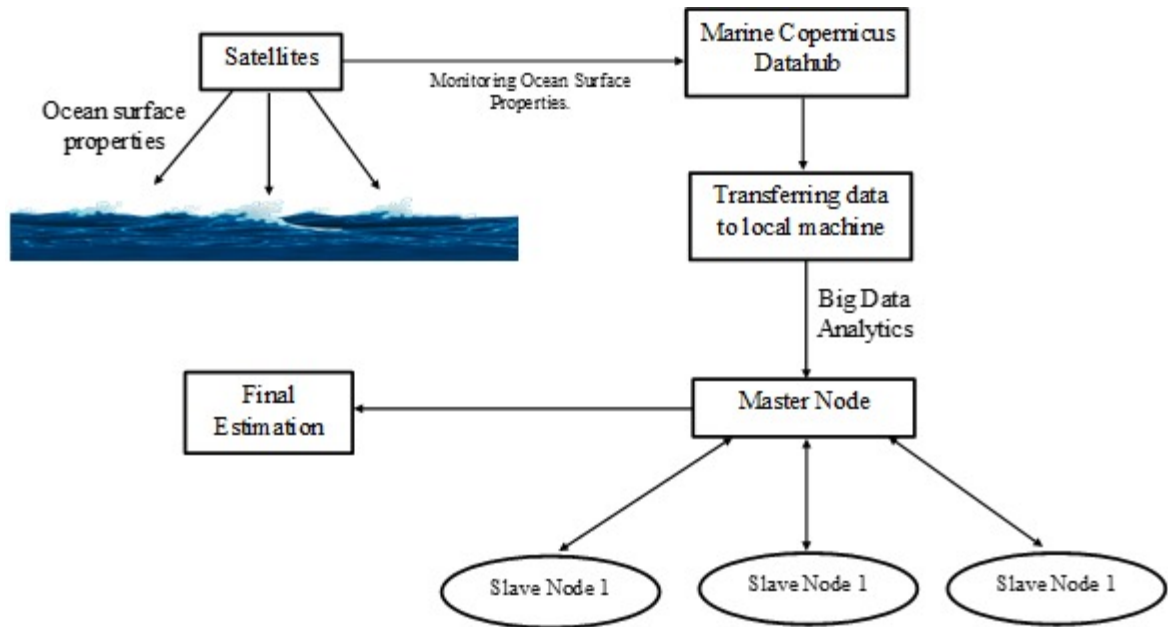 Satellites
Marine Copernicus
Datahub
Monitoring Ocean Surface
Properties.
Ocean surface
properties
Transferring data
to local machine
Big Data
Analytics
Final
Estimation
Master Node
Slave Node 1
Slave Node 1
Slave Node 1